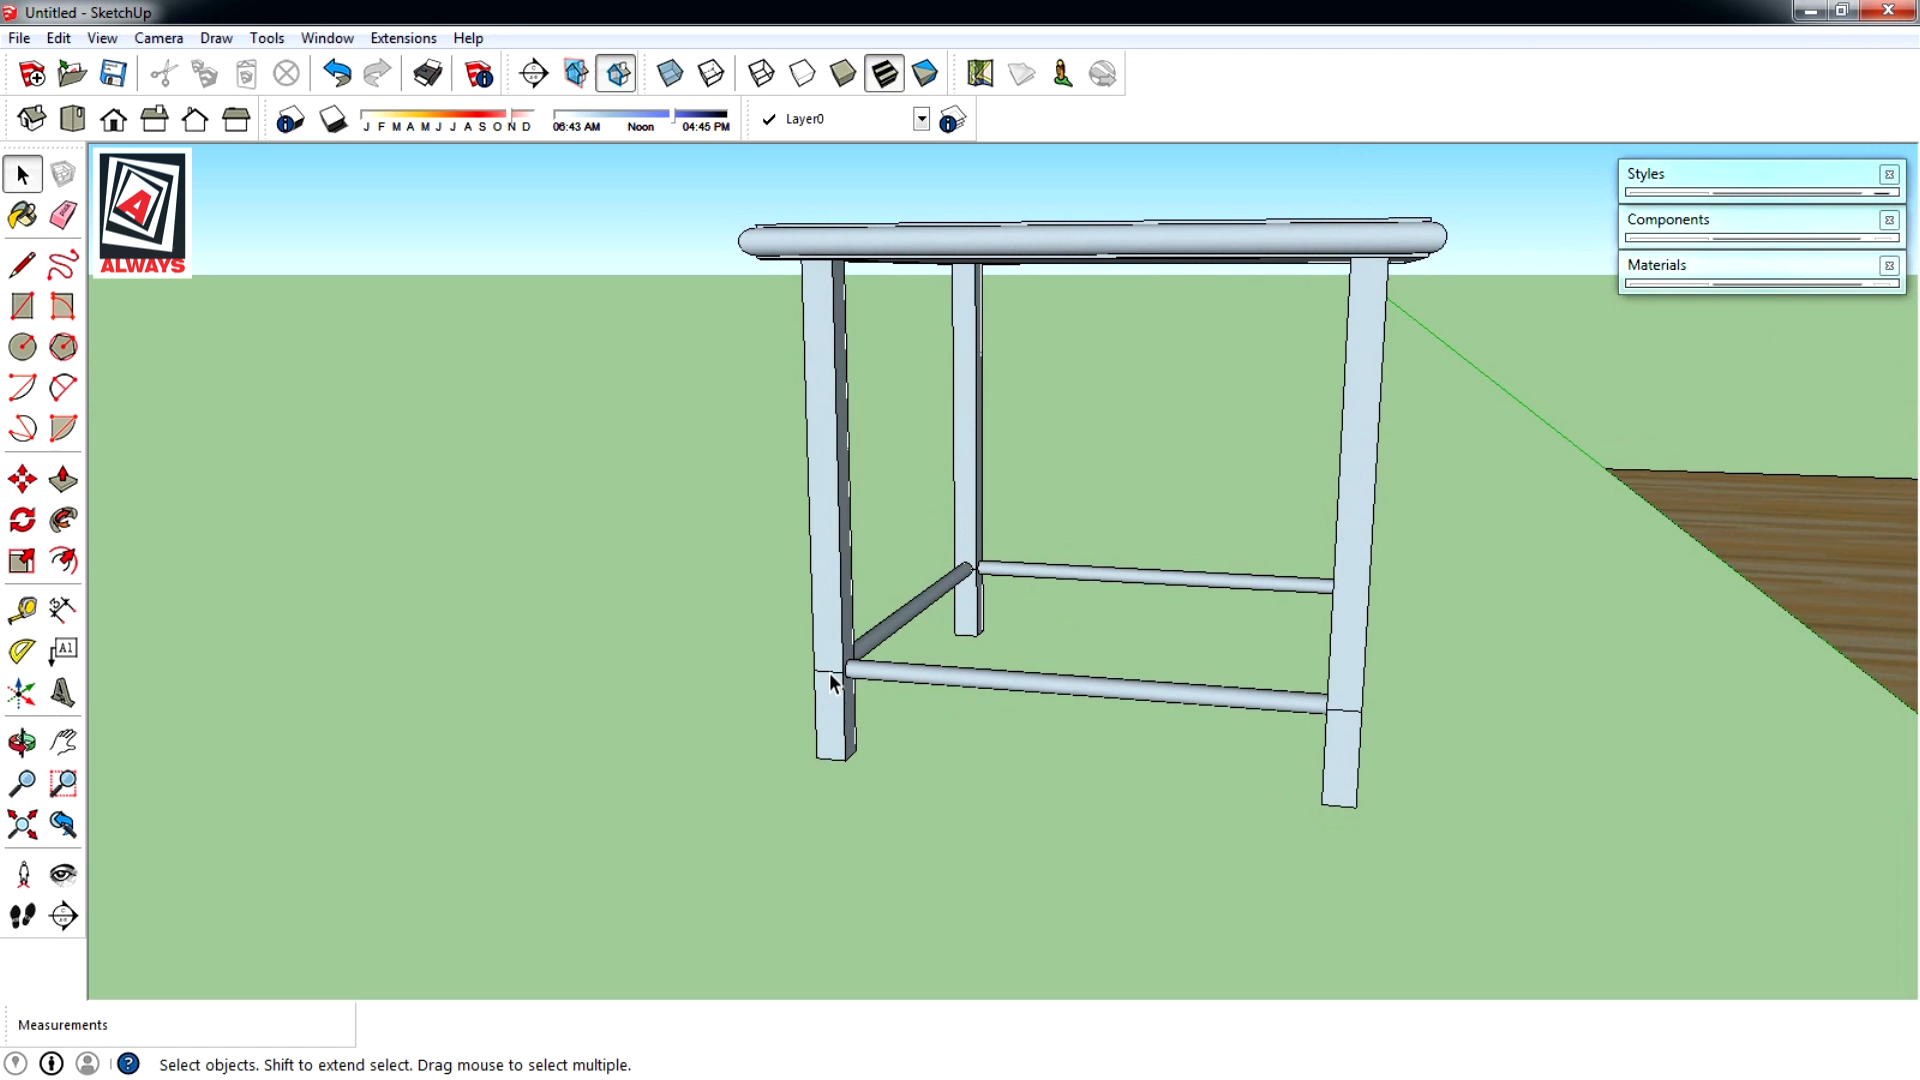 Untitled - SketchUp
File Edit View Camera Draw Tools Window Extensions Help
J F M A M J J A S O N D
06:43 AM Noon 04:45 PM
Layer0
A
ALWAYS
Styles
Components
Materials
A1
Measurements
Select objects. Shift to extend select. Drag mouse to select multiple.